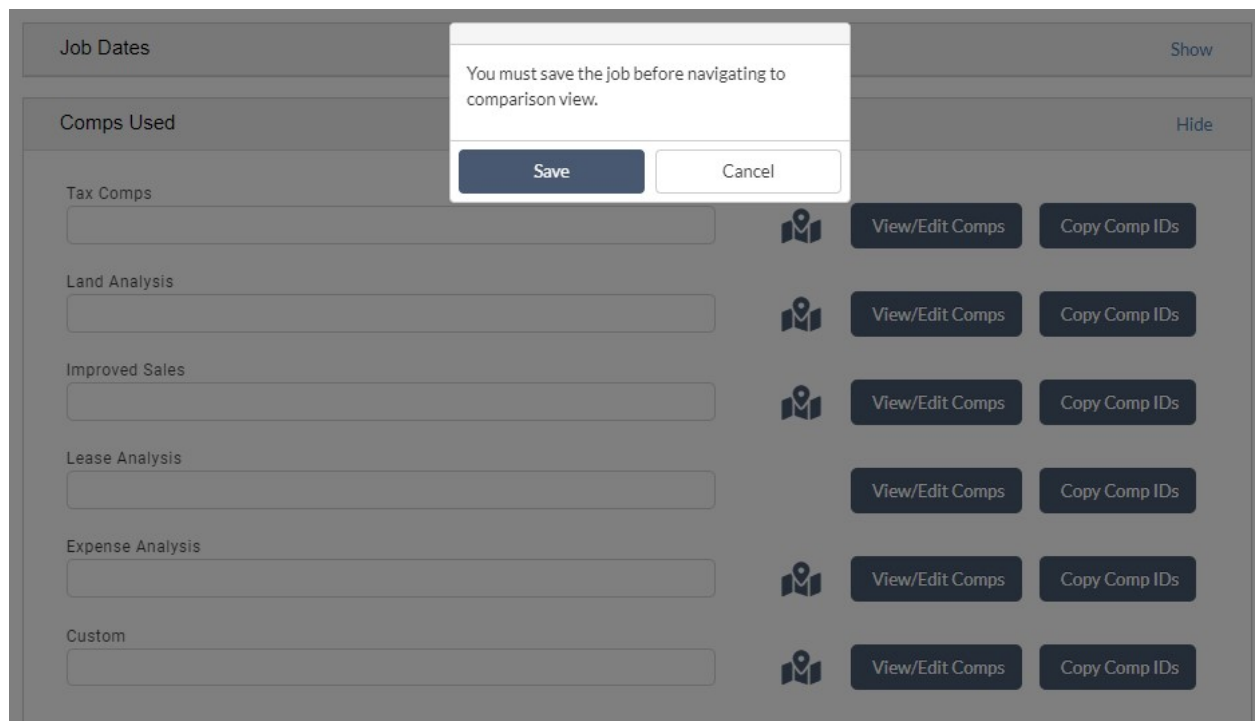 Job Dates
Show
You must save the job before navigating to
comparison view.
Save
Cancel
Comps Used
Hide
Tax Comps
View/Edit Comps
Copy Comp IDs
Land Analysis
View/Edit Comps
Copy Comp IDs
Improved Sales
View/Edit Comps
Copy Comp IDs
Lease Analysis
View/Edit Comps
Copy Comp IDs
Expense Analysis
View/Edit Comps
Copy Comp IDs
Custom
View/Edit Comps
Copy Comp IDs